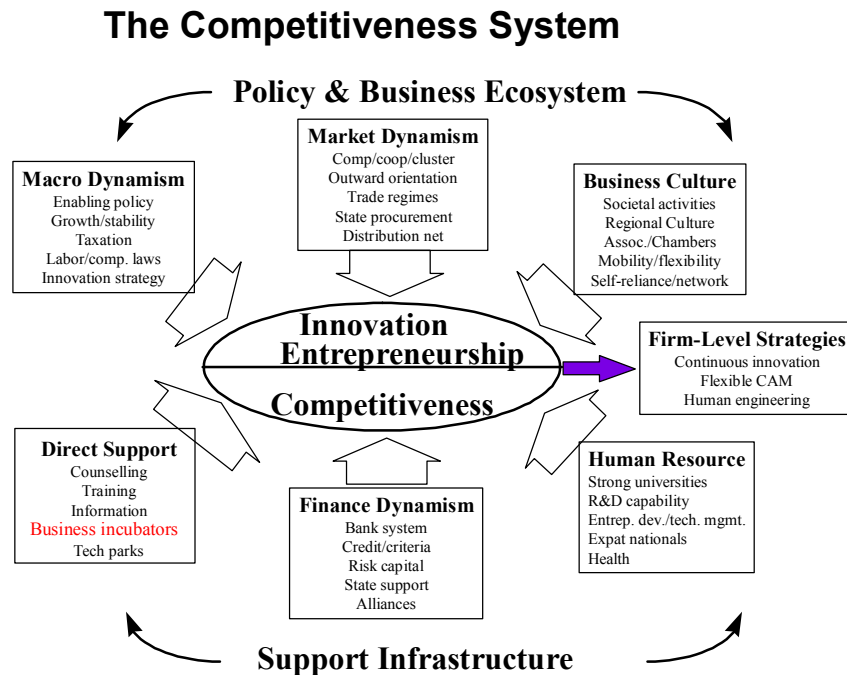 The Competitiveness System
Policy & Business Ecosystem
Market Dynamism
Comp/coop/cluster
Outward orientation
Trade regimes
State procurement
Distribution net
Macro Dynamism
Enabling policy
Growth/stability
Taxation
Labor/comp. laws
Innovation strategy
Business Culture
Societal activities
Regional Culture
Assoc./Chambers
Mobility/flexibility
Self-reliance/network
Innovation
Entrepreneurship
Competitiveness
Firm-Level Strategies
Continuous innovation
Flexible CAM
Human engineering
Direct Support
Counselling
Training
Information
Business incubators
Tech parks
Finance Dynamism
Bank system
Credit/criteria
Risk capital
State support
Alliances
Human Resource
Strong universities
R&D capability
Entrep. dev./tech. mgmt.
Expat nationals
Health
Support Infrastructure